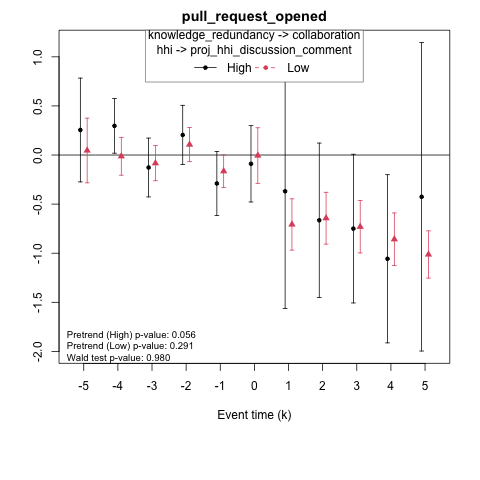 pull_request_opened
knowledge_redundancy -> collaboration
hhi -> proj_hhi_discussion_comment
High Low
1.0
0.5
0.0
-0.5
-1.0
-1.5
-2.0
Pretrend (High) p-value: 0.056
Pretrend (Low) p-value: 0.291
Wald test p-value: 0.980
-5 -4 -3 -2 -1 0 1 2 3 4 5
Event time (k)